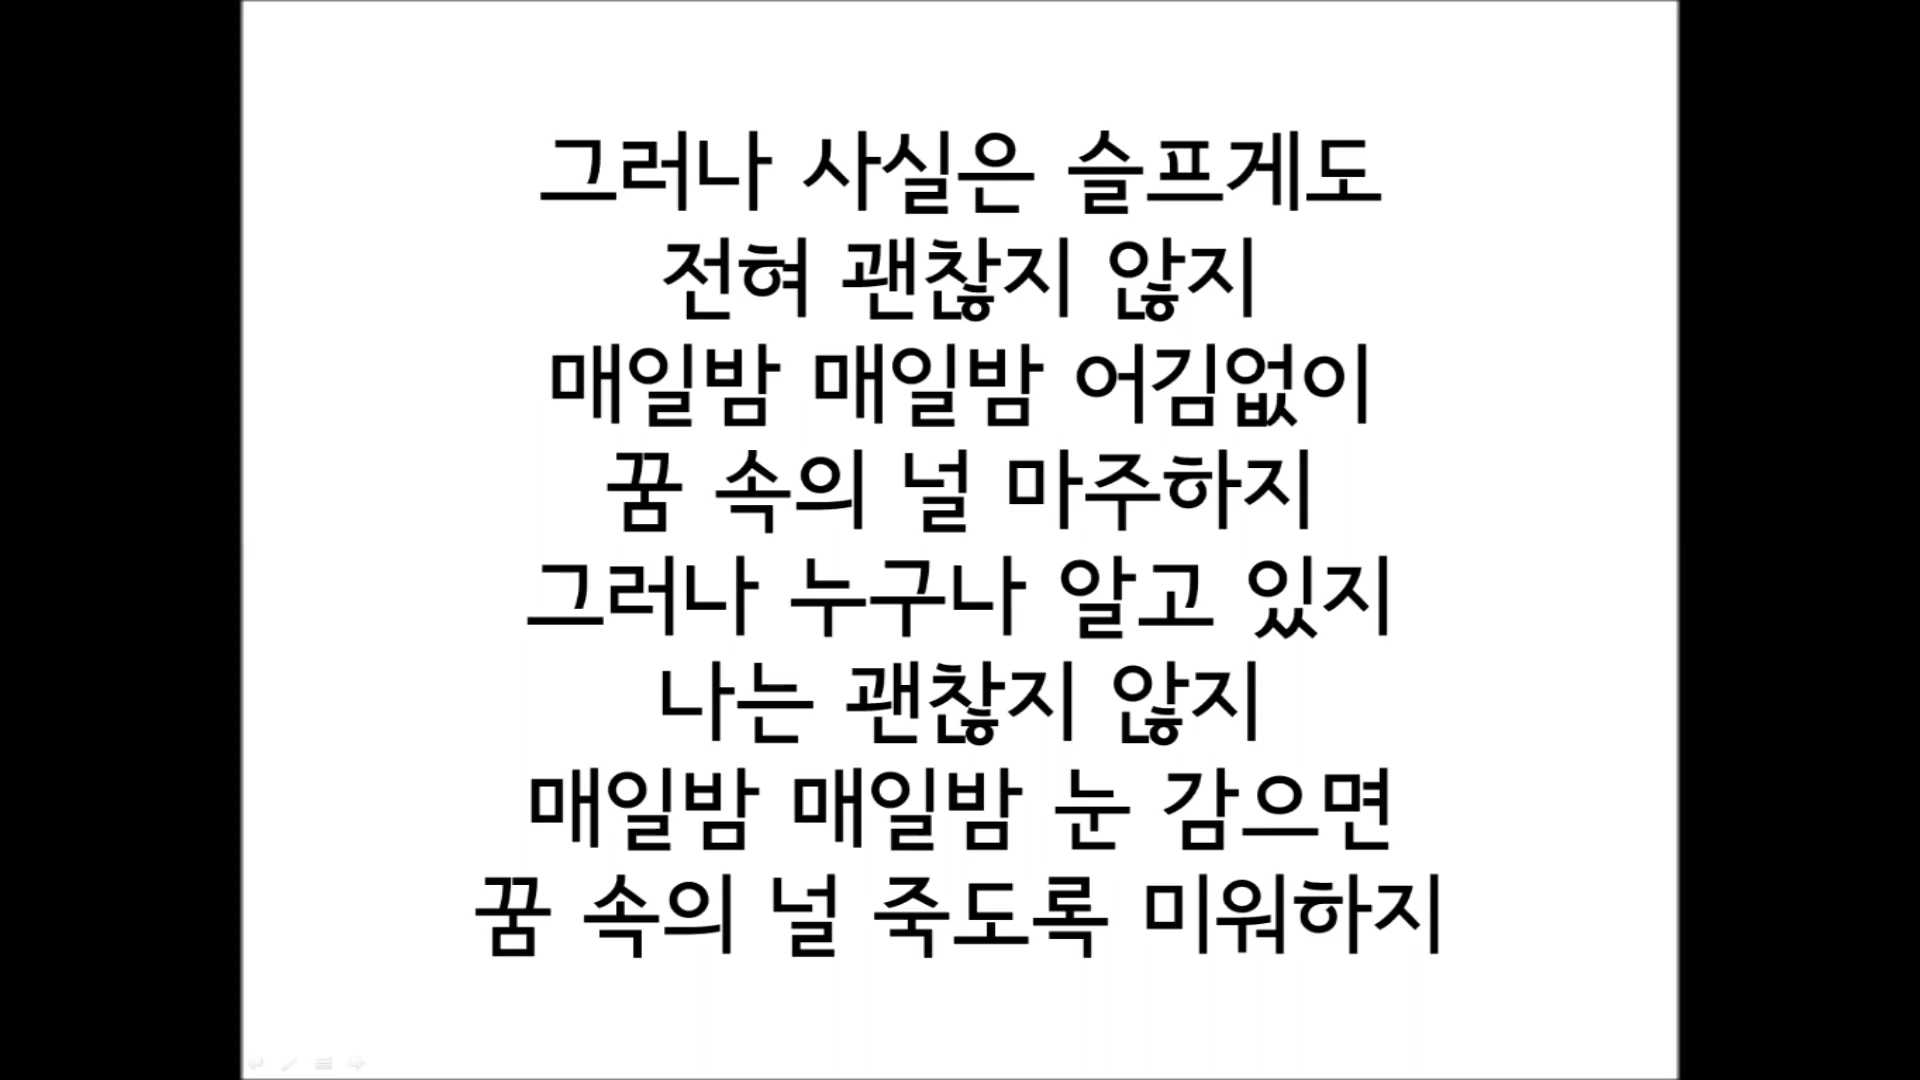 그러나 사실은 슬프게도
전혀 괜찮지 않지
매일밤 매일밤 어김없이
꿈 속의 널 마주하지
그러나 누구나 알고 있지
나는 괜찮지 않지
매일밤 매일밤 눈 감으면
꿈 속의 널 죽도록 미워하지